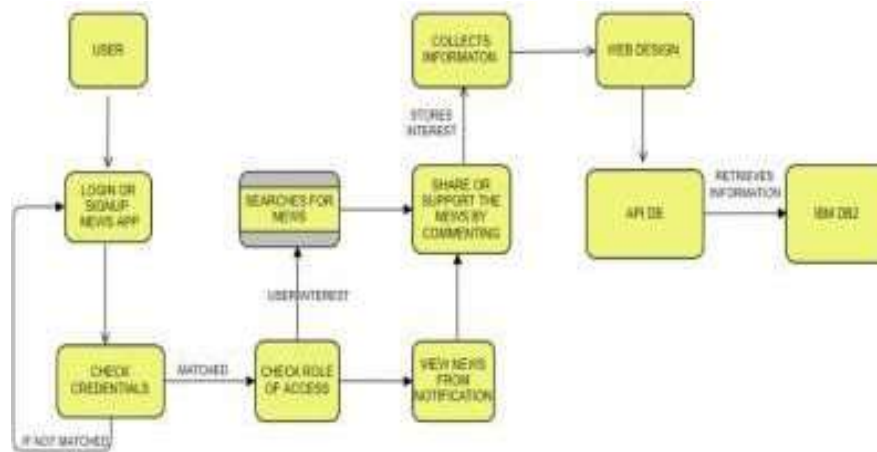 USER
COLLECTS
INFORMATON
WEB DESIGN
STORES
INTEREST
LOGIN OR
SIGNUP
NEWS APP
SEARCHES FOR
NEWS
SHARE OR
SUPPORT THE
NEWS BY
COMMENTING
API DB
RETRIEVES
INFORMATION
IBM DB2
USER INTEREST
CHECK
CREDENTIALS
MATCHED
CHECK ROLE
OF ACCESS
VIEW NEWS
FROM
NOTIFICATION
IF NOT MATCHED